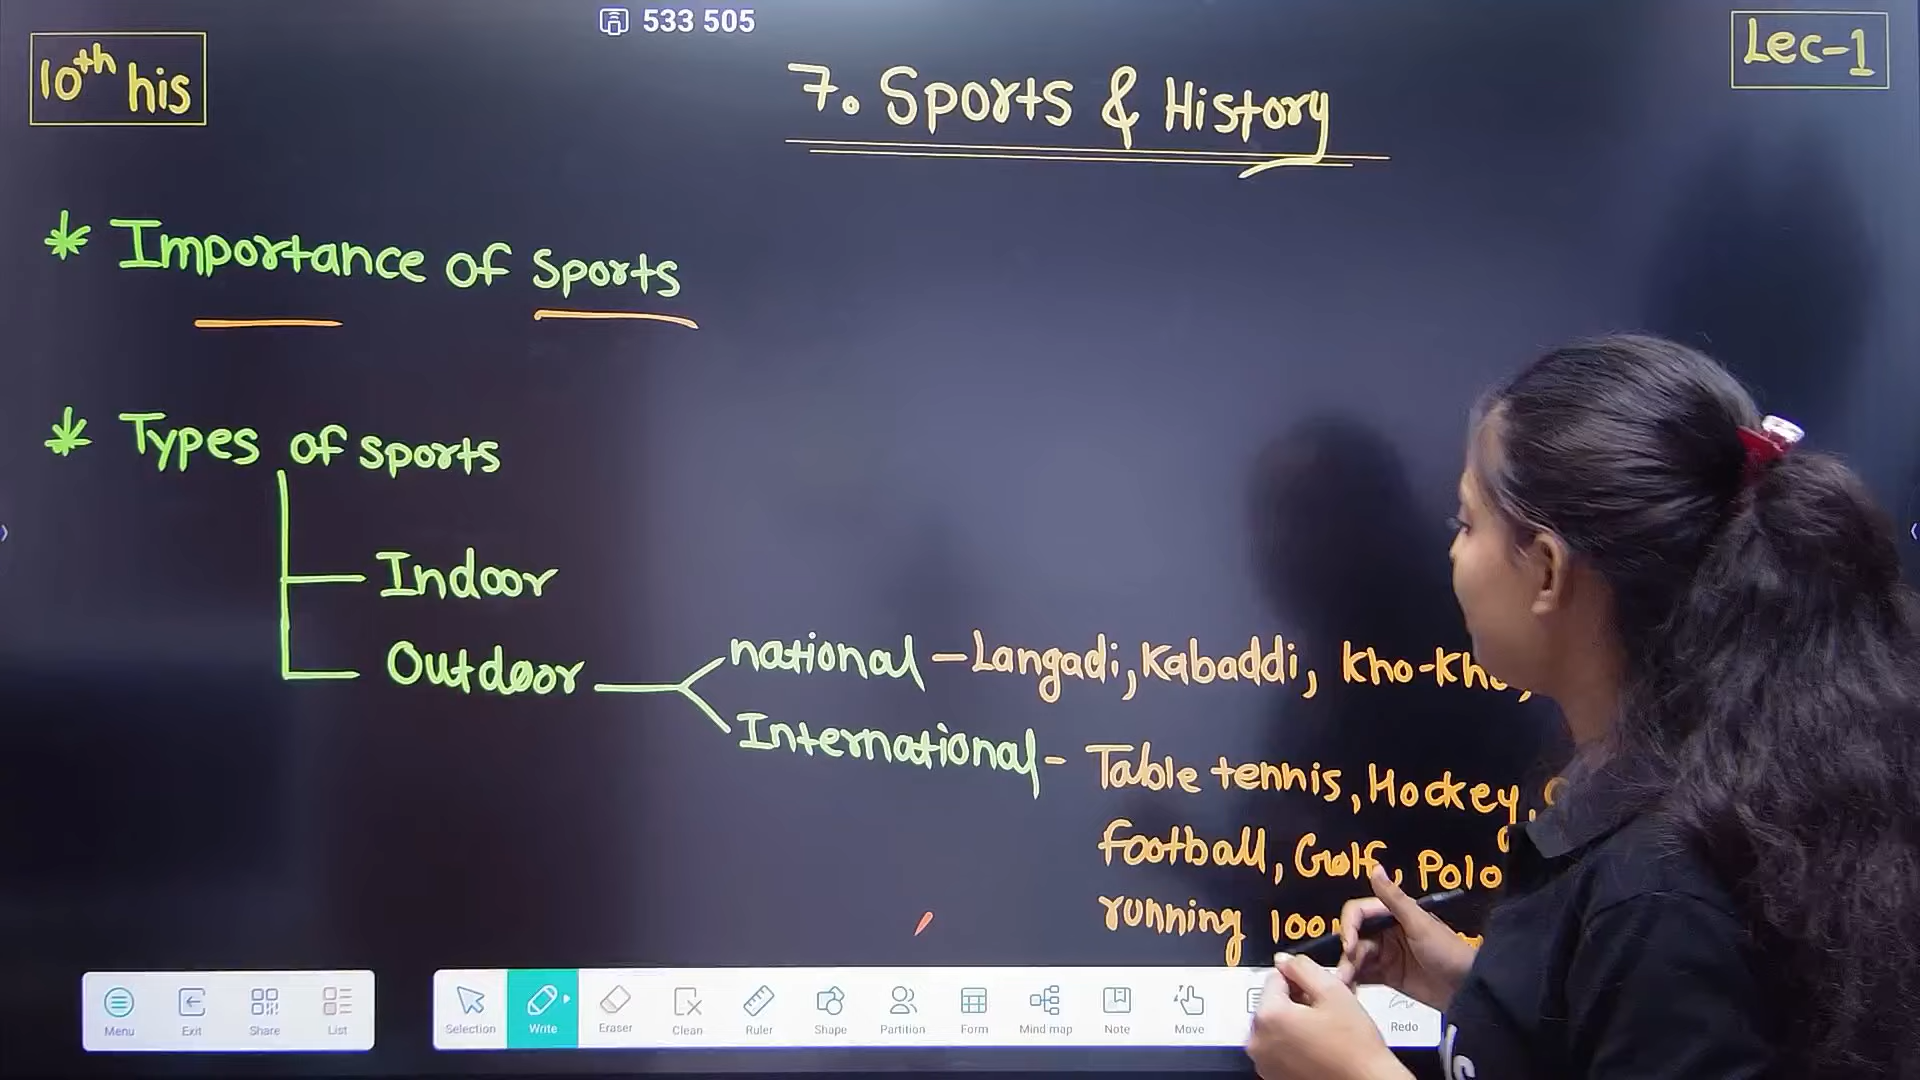 533 505
10th his
Lec-1
7. Sports & History
* Importance of Sports
* Types of sports
Indoor
Outdoor
national - Langadi, Kabaddi, Kho-Kho,
International - Table tennis, Hockey,
football, Golf, Polo
running
Menu
Exit
Share
List
Selection
Write
Eraser
Clean
Ruler
Shape
Partition
Form
Mind map
Note
Move
Redo